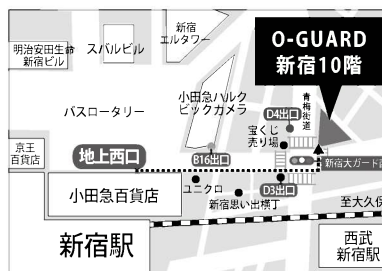 新宿
エルタワー
O-GUARD
新宿10階
明治安田生命
新宿ビル
スバルビル
バスロータリー
小田急ハルク
ビックカメラ
青梅街道
D4出口
宝くじ
売り場
京王
百貨店
地上西口
B16出口
新宿大ガード西
小田急百貨店
ユニクロ
D3出口
新宿思い出横丁
至大久保
新宿駅
西武
新宿駅